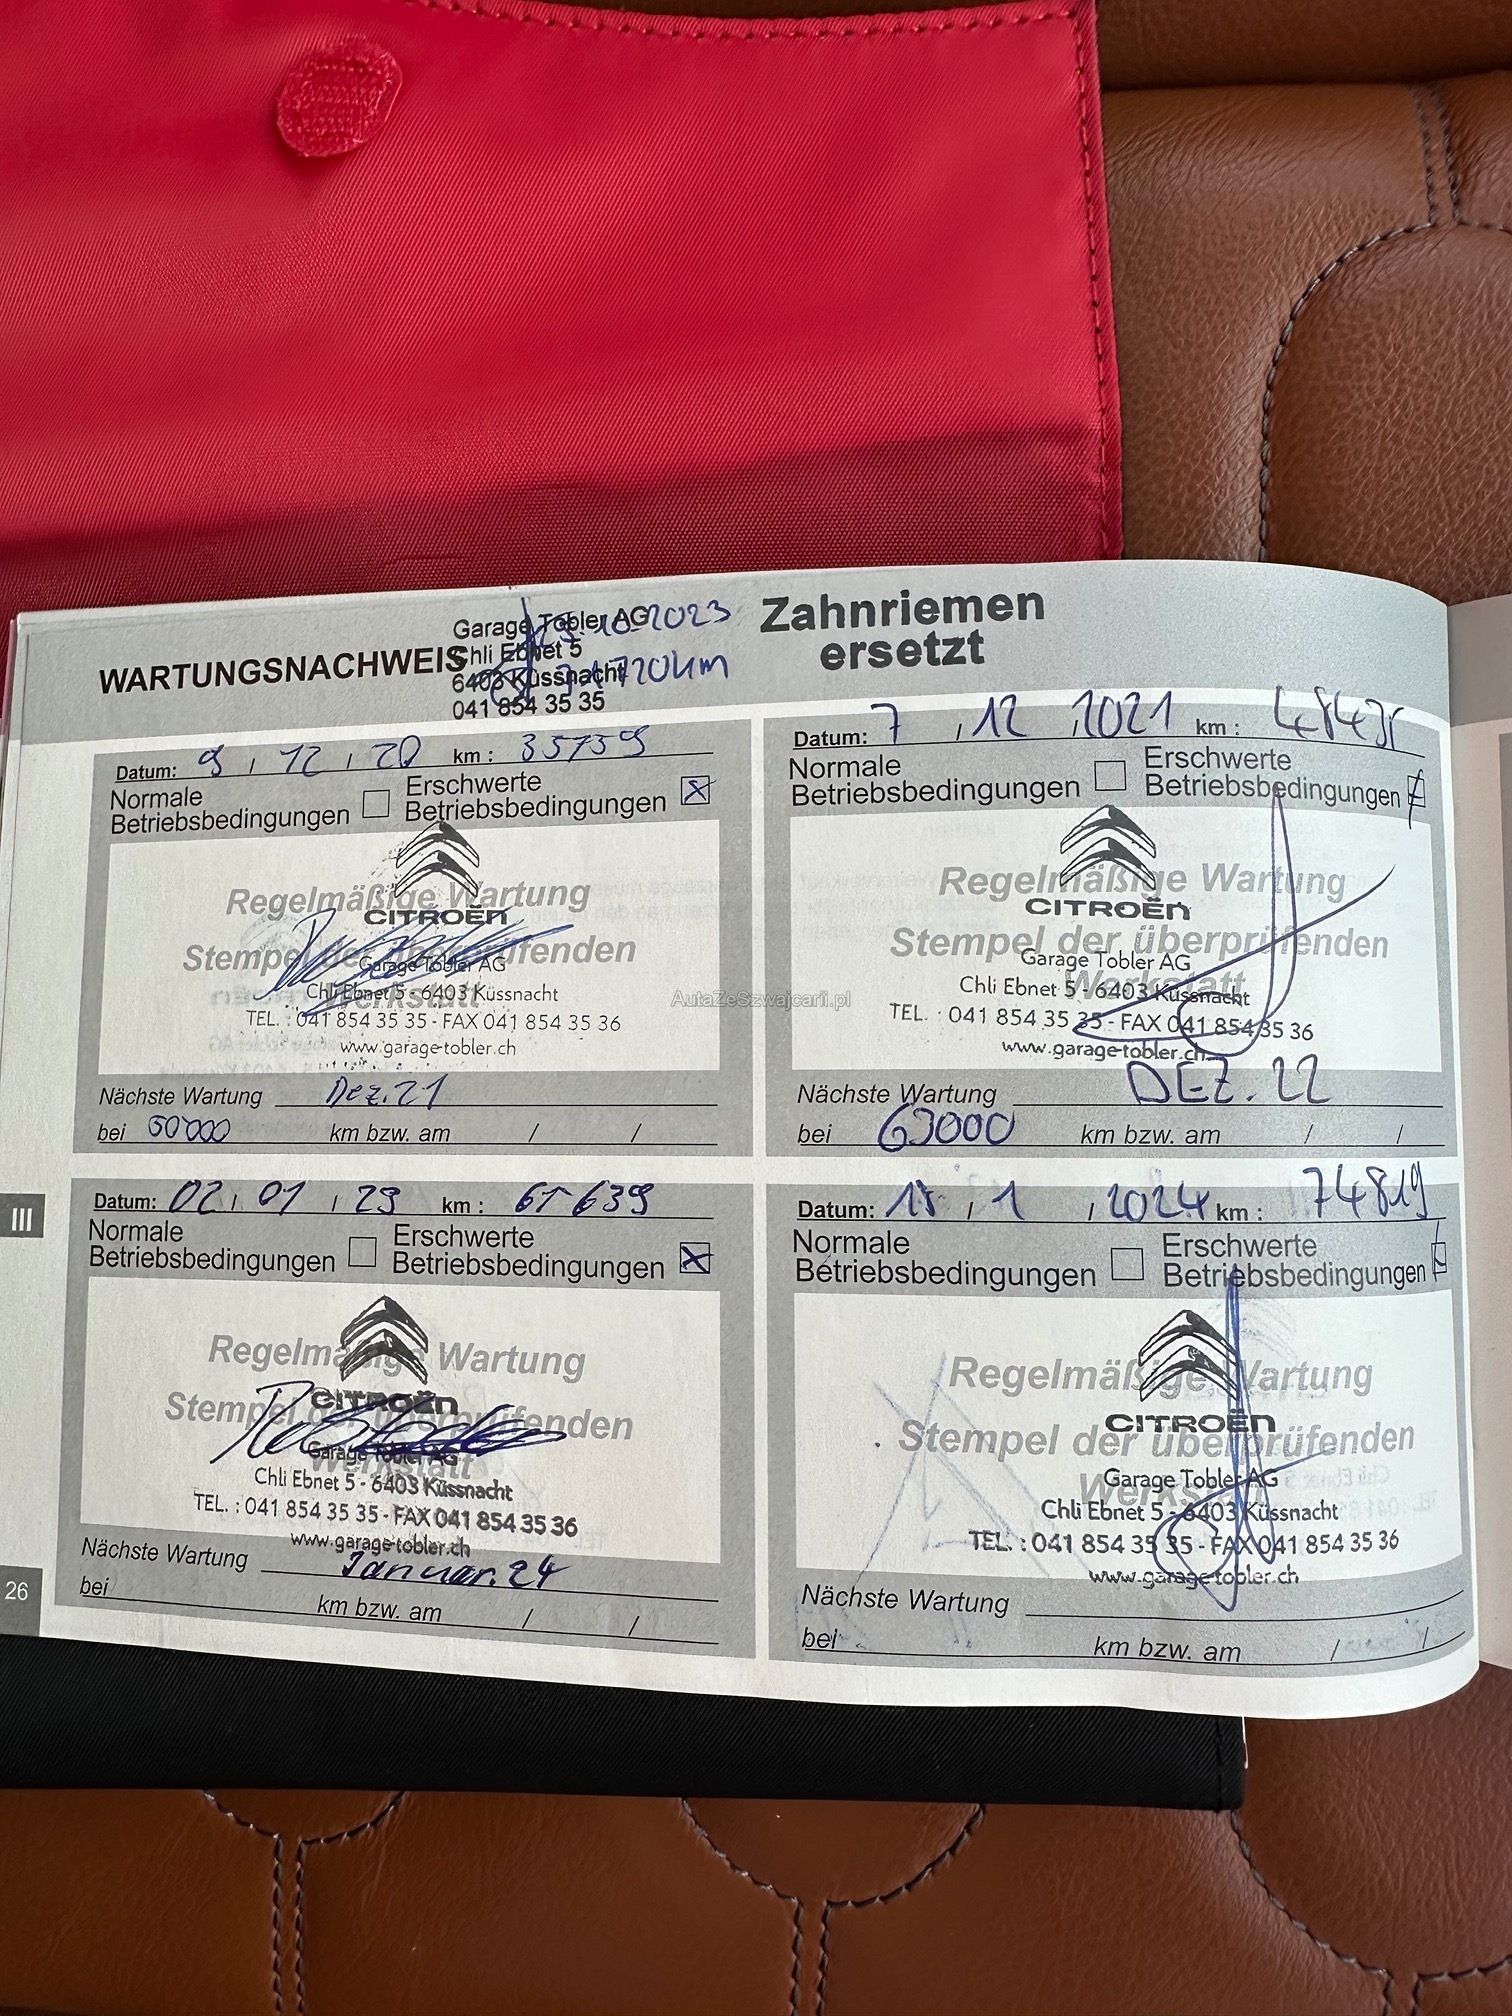 WARTUNGSNACHWEIS
Garage Tobler AG
Chli Ebnet 5
6403 Küssnacht
041 854 35 35
10.2023
Zahnriemen
ersetzt
Datum: 9 / 12 / 20 km : 35759
Normale
Betriebsbedingungen
Erschwerte
Betriebsbedingungen
Regelmäßige Wartung
Stempel der überprüfenden
Werkstatt
CITROËN
Garage Tobler AG
Chli Ebnet 5 - 6403 Küssnacht
TEL. : 041 854 35 35 - FAX 041 854 35 36
www.garage-tobler.ch
Nächste Wartung Dez. 21
bei 50'000 km bzw. am / /
Datum: 7 , 12 , 2021 km :
Normale
Betriebsbedingungen
Erschwerte
Betriebsbedingungen
Regelmäßige Wartung
Stempel der überprüfenden
Werkstatt
CITROËN
Garage Tobler AG
Chli Ebnet 5 - 6403 Küssnacht
TEL. : 041 854 35 35 - FAX 041 854 35 36
www.garage-tobler.ch
AutaZeSzwajcarii.pl
Nächste Wartung DEZ. 22
bei 63000 km bzw. am / /
III
Datum: 02 / 01 / 23 km : 61639
Normale
Betriebsbedingungen
Erschwerte
Betriebsbedingungen
Regelmäßige Wartung
Stempel der überprüfenden
Werkstatt
CITROËN
Garage Tobler AG
Chli Ebnet 5 - 6403 Küssnacht
TEL. : 041 854 35 35 - FAX 041 854 35 36
www.garage-tobler.ch
Nächste Wartung Januar. 24
bei km bzw. am / /
Datum: / 1 / 2024 km : 74819
Normale
Betriebsbedingungen
Erschwerte
Betriebsbedingungen
Regelmäßige Wartung
Stempel der überprüfenden
Werkstatt
CITROËN
Garage Tobler AG
Chli Ebnet 5 - 6403 Küssnacht
TEL. : 041 854 35 35 - FAX 041 854 35 36
www.garage-tobler.ch
Nächste Wartung
bei km bzw. am / /
26